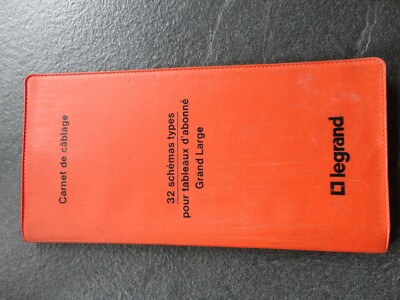 Carnet de câblage
32 schémas types
pour tableaux d'abonné
Grand Large
legrand